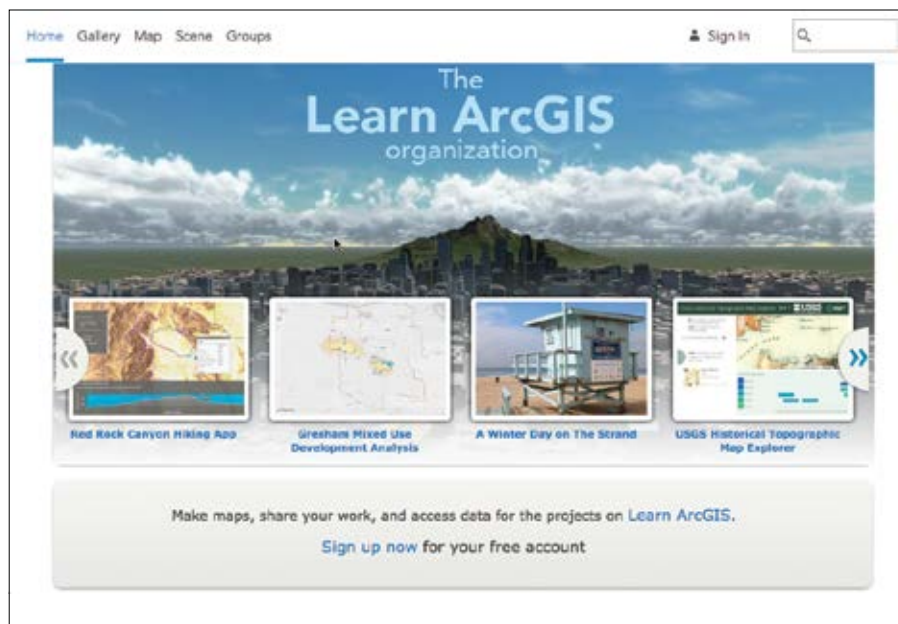 Home Gallery Map Scene Groups Sign In
The
Learn ArcGIS
organization
Red Rock Canyon Hiking App
Gresham Mixed Use
Development Analysis
A Winter Day on The Strand
USGS Historical Topographic
Map Explorer
Make maps, share your work, and access data for the projects on Learn ArcGIS.
Sign up now for your free account